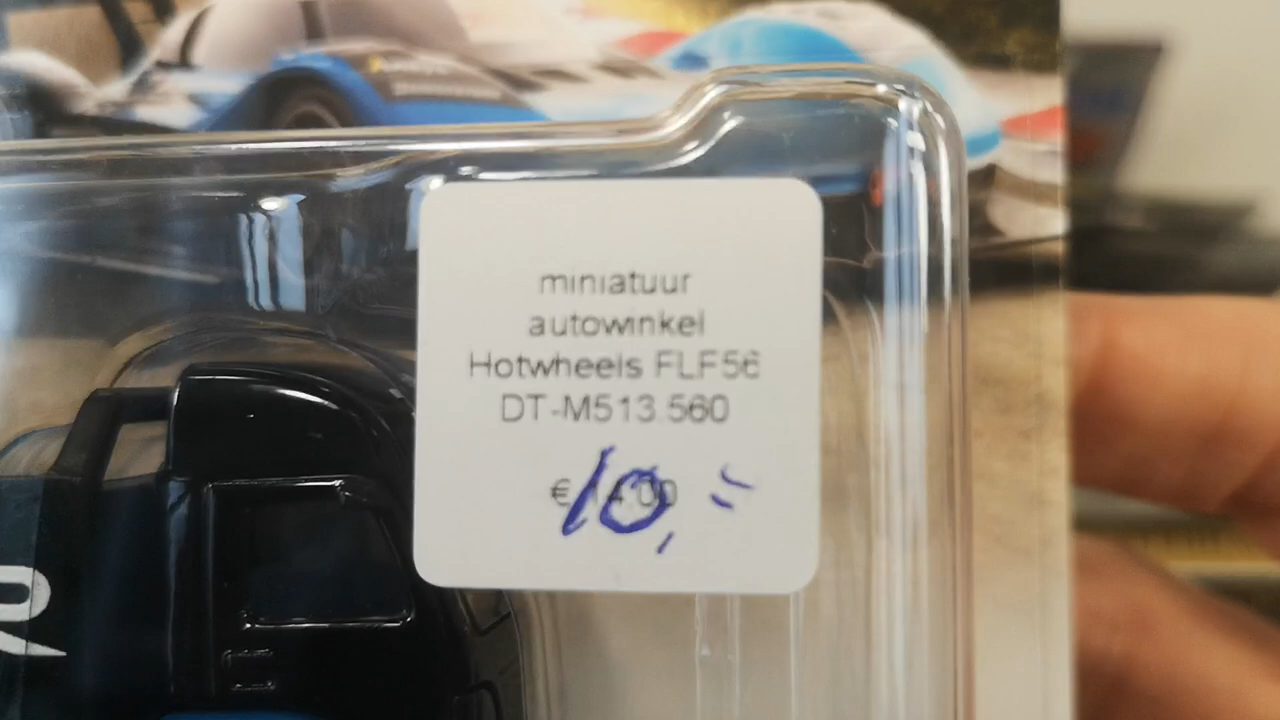 miniatuur
autowinkel
Hotwheels FLF56
DT-M513.560
€ 14.00
10,=